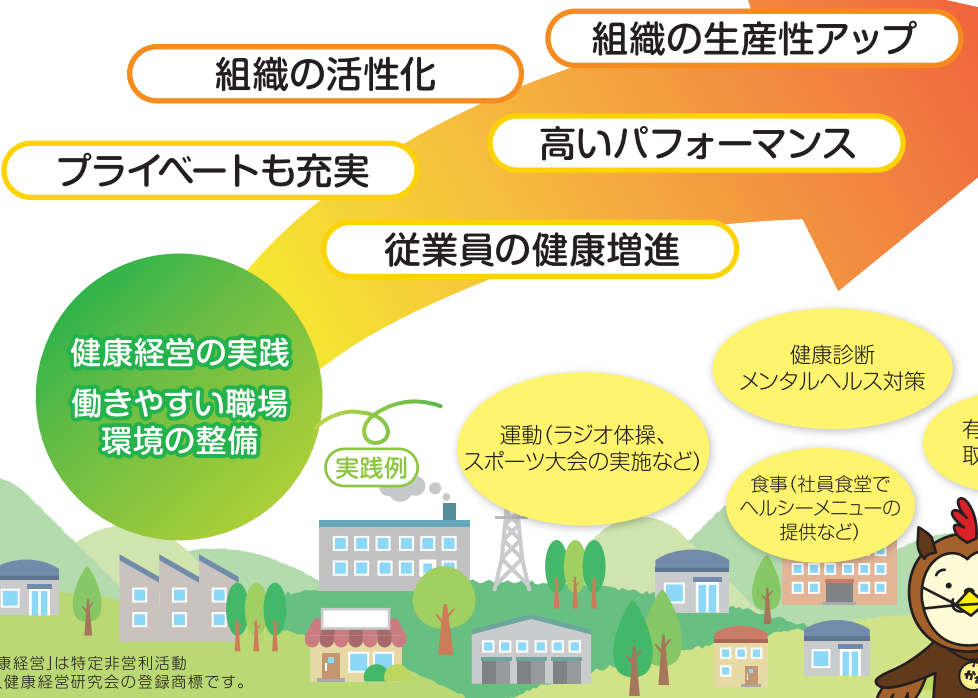 組織の生産性アップ
組織の活性化
高いパフォーマンス
プライベートも充実
従業員の健康増進
健康経営の実践
働きやすい職場
環境の整備
実践例
運動(ラジオ体操、
スポーツ大会の実施など)
健康診断
メンタルヘルス対策
有
取
食事(社員食堂で
ヘルシーメニューの
提供など)
康経営」は特定非営利活動
健康経営研究会の登録商標です。